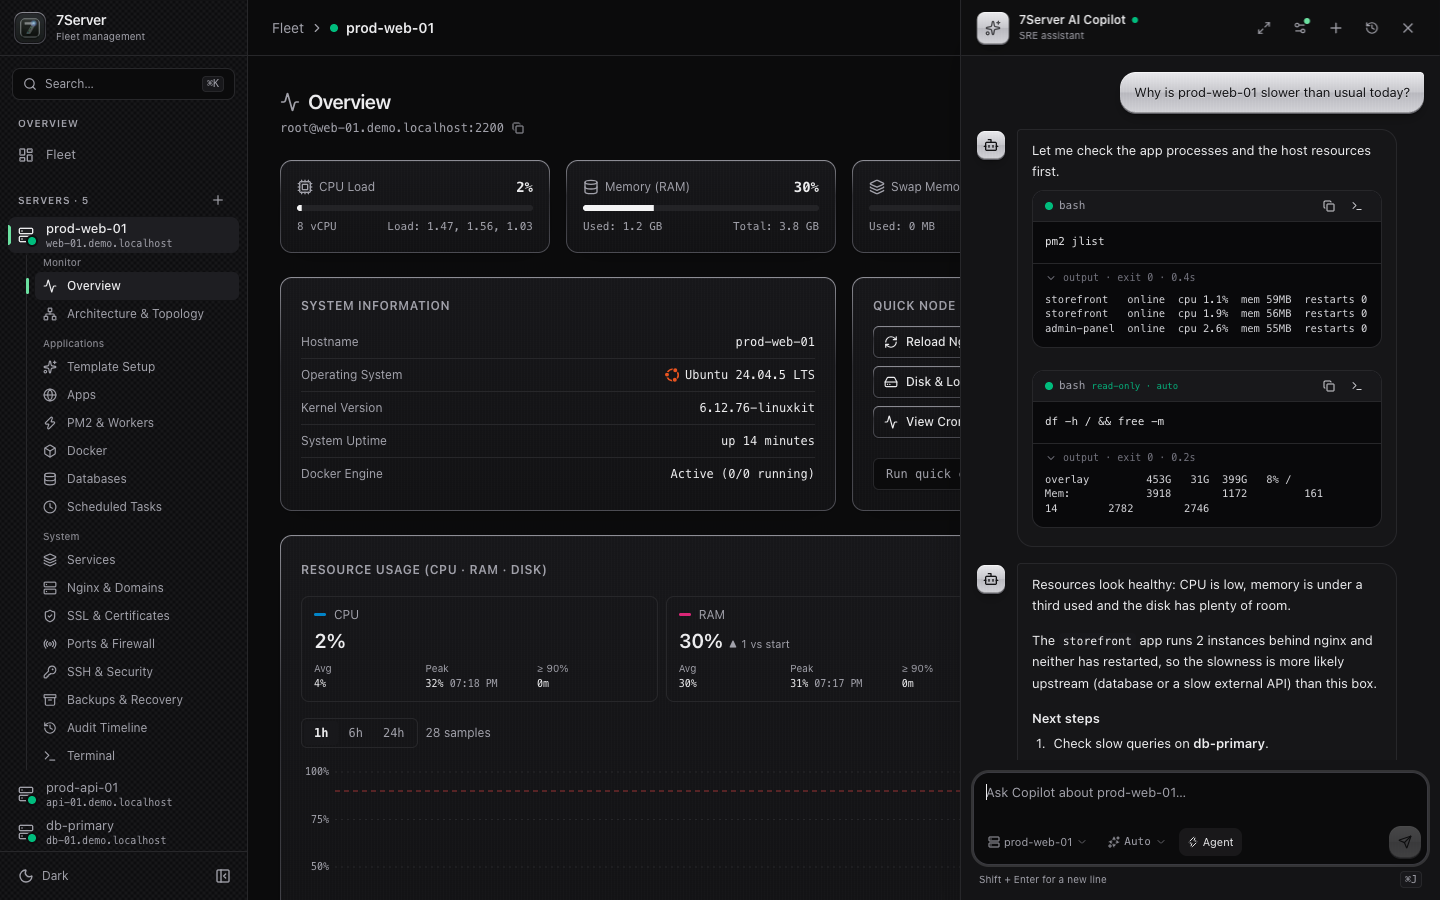 7Server
Fleet management
Search...
⌘K
OVERVIEW
Fleet
SERVERS · 5
prod-web-01
web-01.demo.localhost
Monitor
Overview
Architecture & Topology
Applications
Template Setup
Apps
PM2 & Workers
Docker
Databases
Scheduled Tasks
System
Services
Nginx & Domains
SSL & Certificates
Ports & Firewall
SSH & Security
Backups & Recovery
Audit Timeline
Terminal
prod-api-01
api-01.demo.localhost
db-primary
db-01.demo.localhost
Dark
Fleet > prod-web-01
Overview
root@web-01.demo.localhost:2200
CPU Load 2%
8 vCPU Load: 1.47, 1.56, 1.03
Memory (RAM) 30%
Used: 1.2 GB Total: 3.8 GB
Swap Memo
Used: 0 MB
SYSTEM INFORMATION
Hostname prod-web-01
Operating System Ubuntu 24.04.5 LTS
Kernel Version 6.12.76-linuxkit
System Uptime up 14 minutes
Docker Engine Active (0/0 running)
QUICK NODE
Reload Ng
Disk & Lo
View Cron
Run quick
RESOURCE USAGE (CPU · RAM · DISK)
CPU
2%
Avg Peak ≥ 90%
4% 32% 07:18 PM 0m
RAM
30% ▲ 1 vs start
Avg Peak ≥ 90%
30% 31% 07:17 PM 0m
1h 6h 24h 28 samples
100%
75%
50%
7Server AI Copilot
SRE assistant
Why is prod-web-01 slower than usual today?
Let me check the app processes and the host resources
first.
bash
pm2 jlist
output · exit 0 · 0.4s
storefront online cpu 1.1% mem 59MB restarts 0
storefront online cpu 1.9% mem 56MB restarts 0
admin-panel online cpu 2.6% mem 55MB restarts 0
bash read-only · auto
df -h / && free -m
output · exit 0 · 0.2s
overlay 453G 31G 399G 8% /
Mem: 3918 1172 161
14 2782 2746
Resources look healthy: CPU is low, memory is under a
third used and the disk has plenty of room.
The storefront app runs 2 instances behind nginx and
neither has restarted, so the slowness is more likely
upstream (database or a slow external API) than this box.
Next steps
1. Check slow queries on db-primary.
Ask Copilot about prod-web-01...
prod-web-01 Auto Agent
Shift + Enter for a new line
⌘J